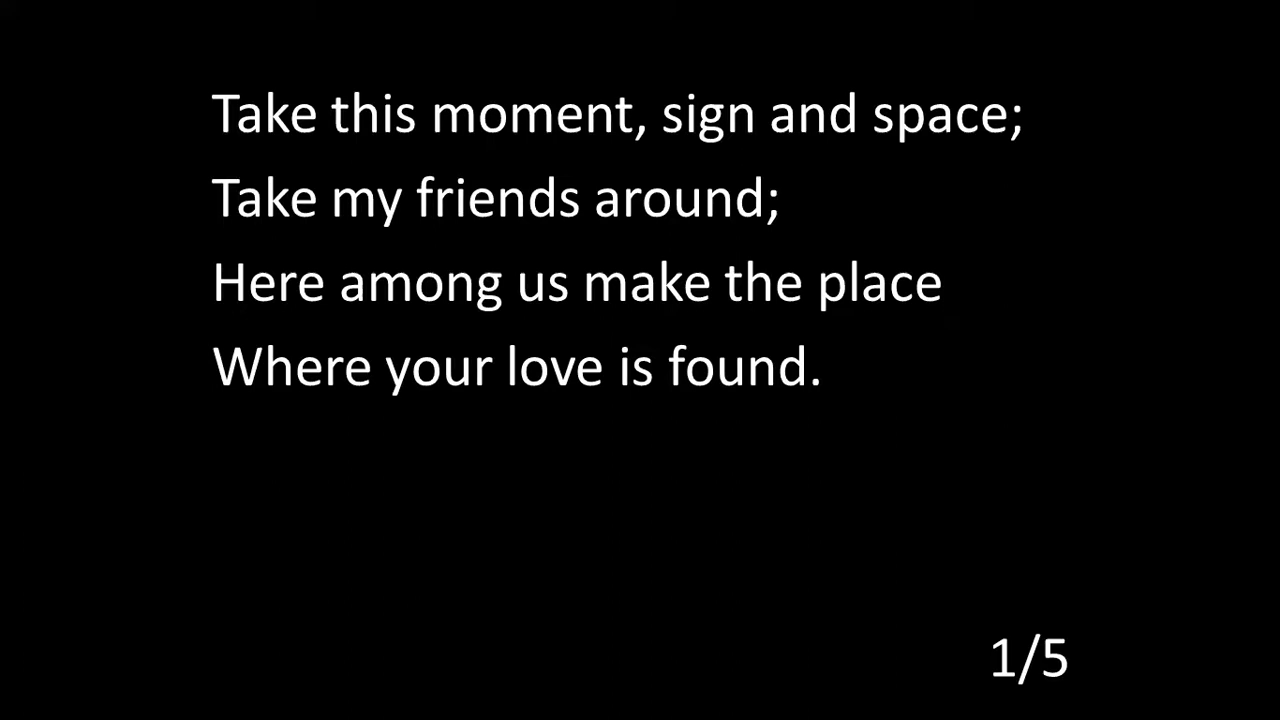 Take this moment, sign and space;
Take my friends around;
Here among us make the place
Where your love is found.
1/5